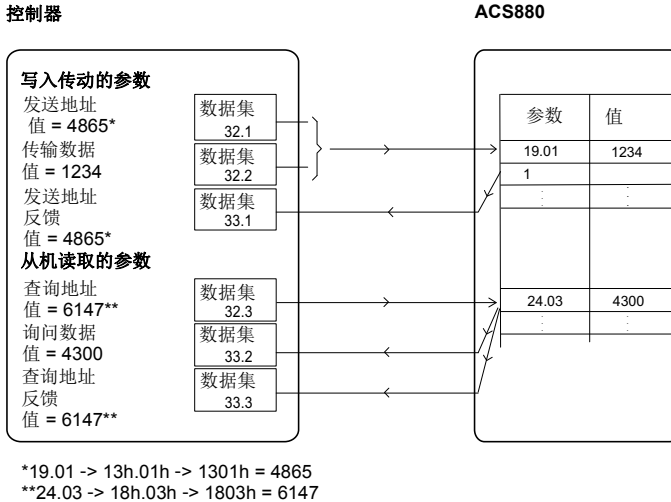 控制器
ACS880
写入传动的参数
发送地址
值 = 4865*
数据集
32.1
传输数据
值 = 1234
数据集
32.2
发送地址
反馈
值 = 4865*
数据集
33.1
从机读取的参数
查询地址
值 = 6147**
数据集
32.3
询问数据
值 = 4300
数据集
33.2
查询地址
反馈
值 = 6147**
数据集
33.3
参数 值
19.01 1234
1
24.03 4300
*19.01 -> 13h.01h -> 1301h = 4865
**24.03 -> 18h.03h -> 1803h = 6147